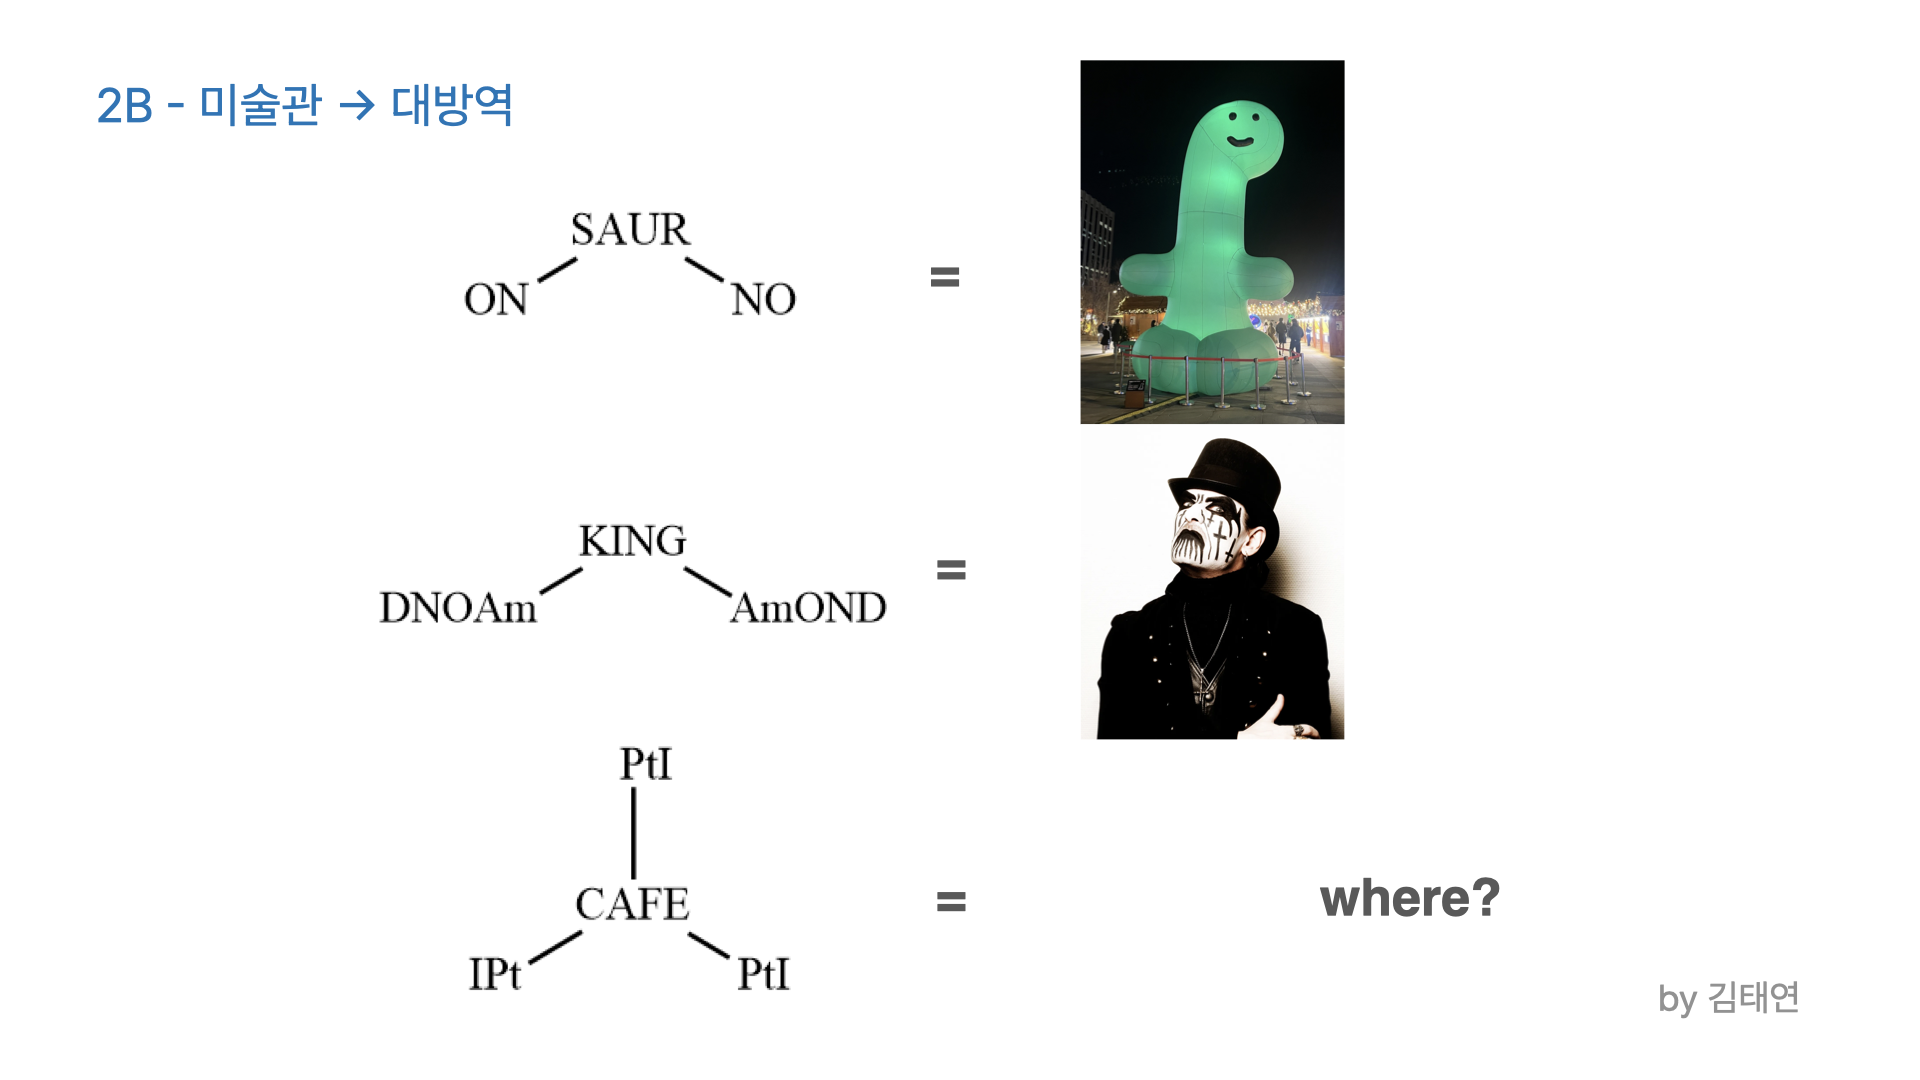 2B - 미술관 → 대방역
SAUR
ON NO
=
KING
DNOAm AmOND
=
PtI
CAFE
IPt PtI
=
where?
by 김태연